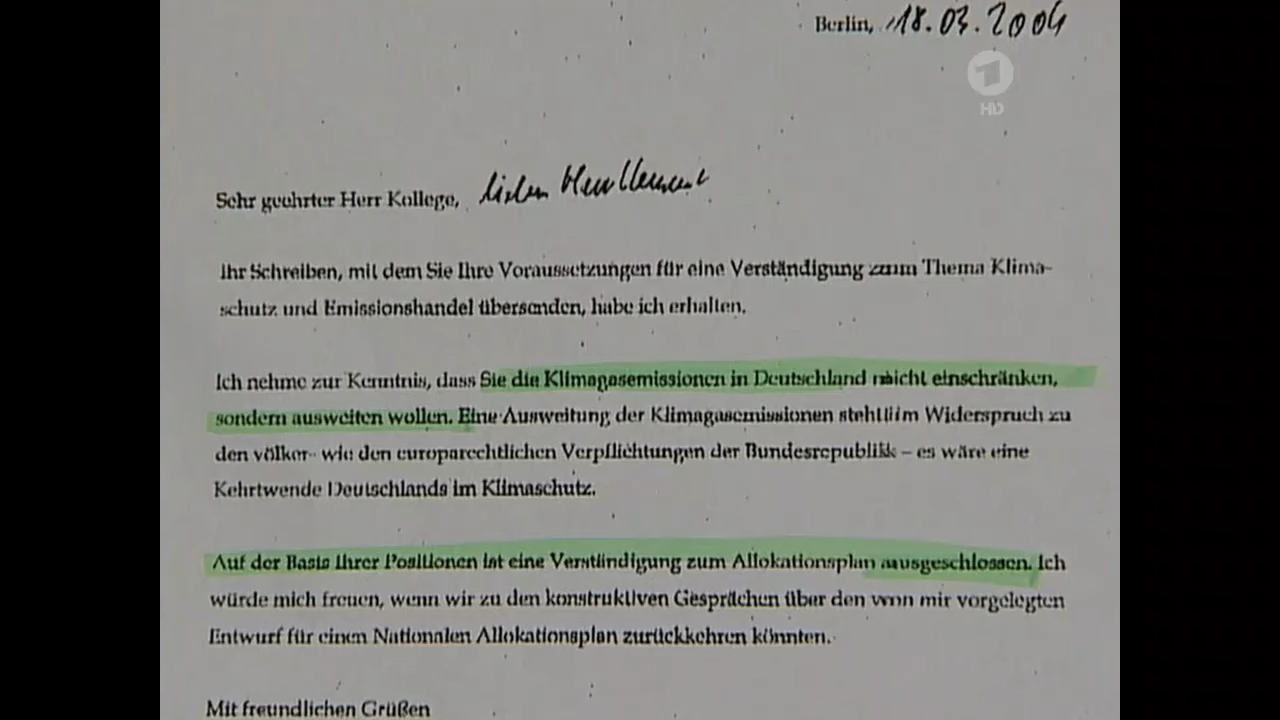 Berlin, 18.03.2004
1
HD
Sehr geehrter Herr Kollege, lieber Herr Clement
Ihr Schreiben, mit dem Sie Ihre Voraussetzungen für eine Verständigung zum Thema Klima-
schutz und Emissionshandel übersenden, habe ich erhalten.
Ich nehme zur Kenntnis, dass Sie die Klimagasemissionen in Deutschland nicht einschränken,
sondern ausweiten wollen. Eine Ausweitung der Klimagasemissionen steht im Widerspruch zu
den völker- wie den europarechtlichen Verpflichtungen der Bundesrepublik – es wäre eine
Kehrtwende Deutschlands im Klimaschutz.
Auf der Basis Ihrer Positionen ist eine Verständigung zum Allokationsplan ausgeschlossen. Ich
würde mich freuen, wenn wir zu den konstruktiven Gesprächen über den von mir vorgelegten
Entwurf für einen Nationalen Allokationsplan zurückkehren könnten.
Mit freundlichen Grüßen